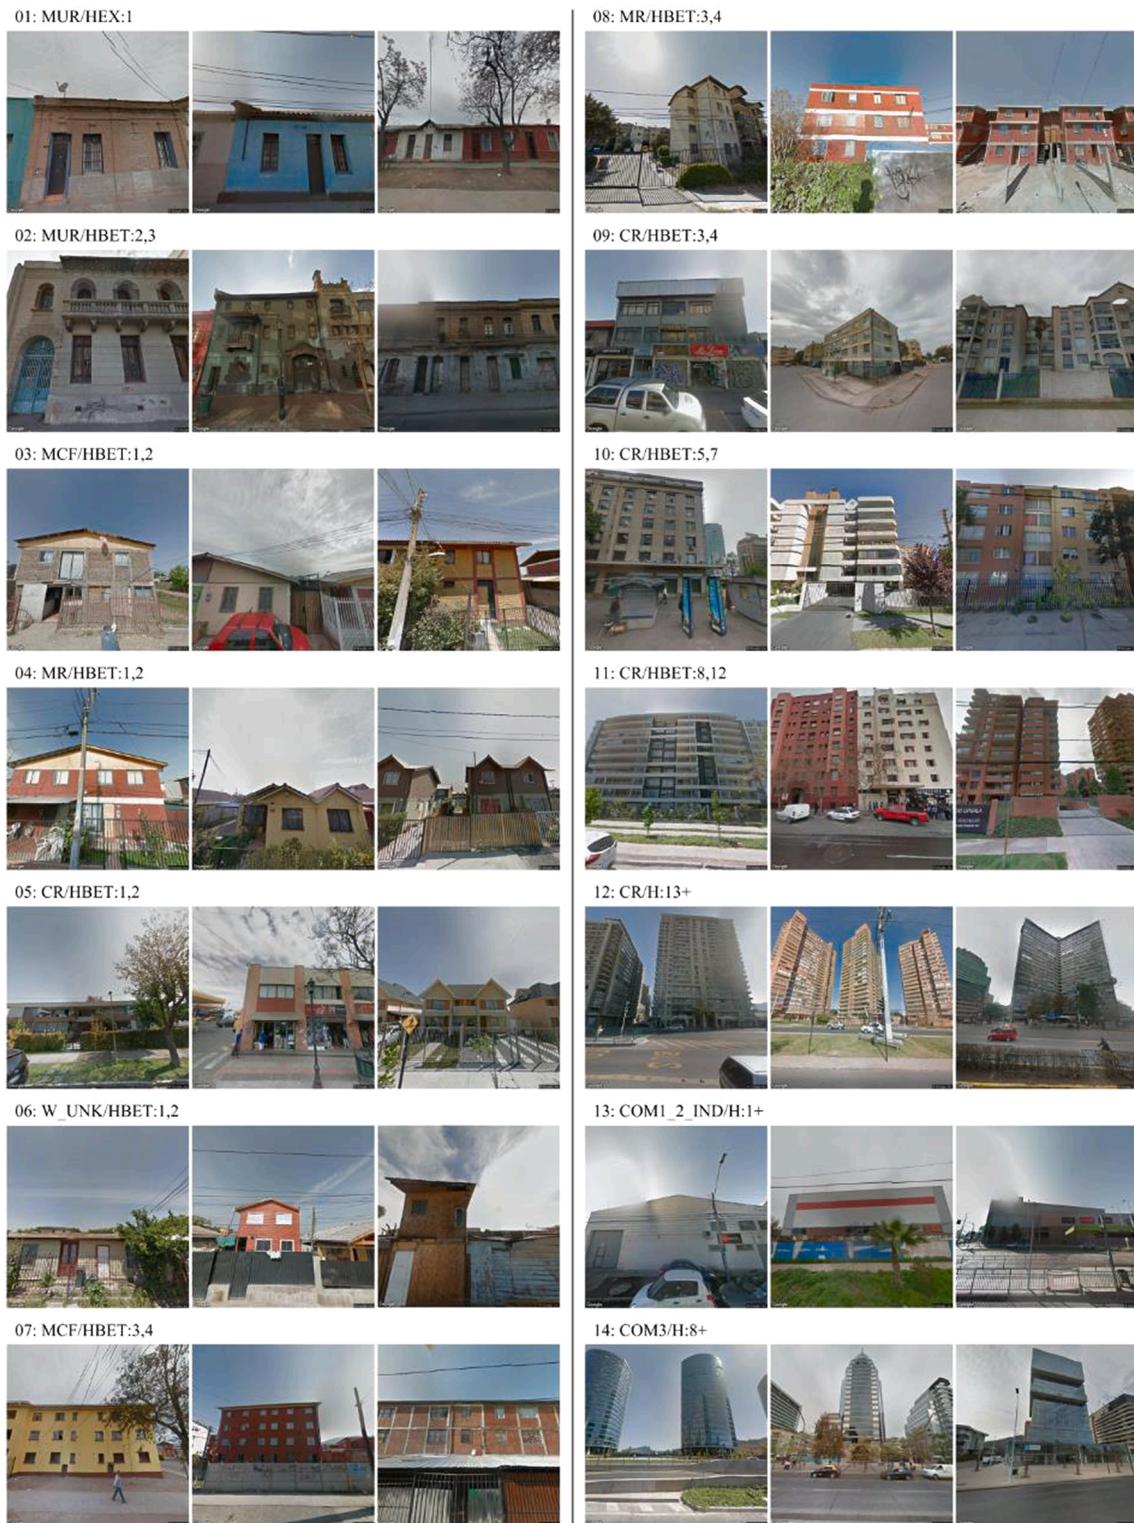 01: MUR/HEX:1
02: MUR/HBET:2,3
03: MCF/HBET:1,2
04: MR/HBET:1,2
05: CR/HBET:1,2
06: W_UNK/HBET:1,2
07: MCF/HBET:3,4
08: MR/HBET:3,4
09: CR/HBET:3,4
10: CR/HBET:5,7
11: CR/HBET:8,12
12: CR/H:13+
13: COM1_2_IND/H:1+
14: COM3/H:8+